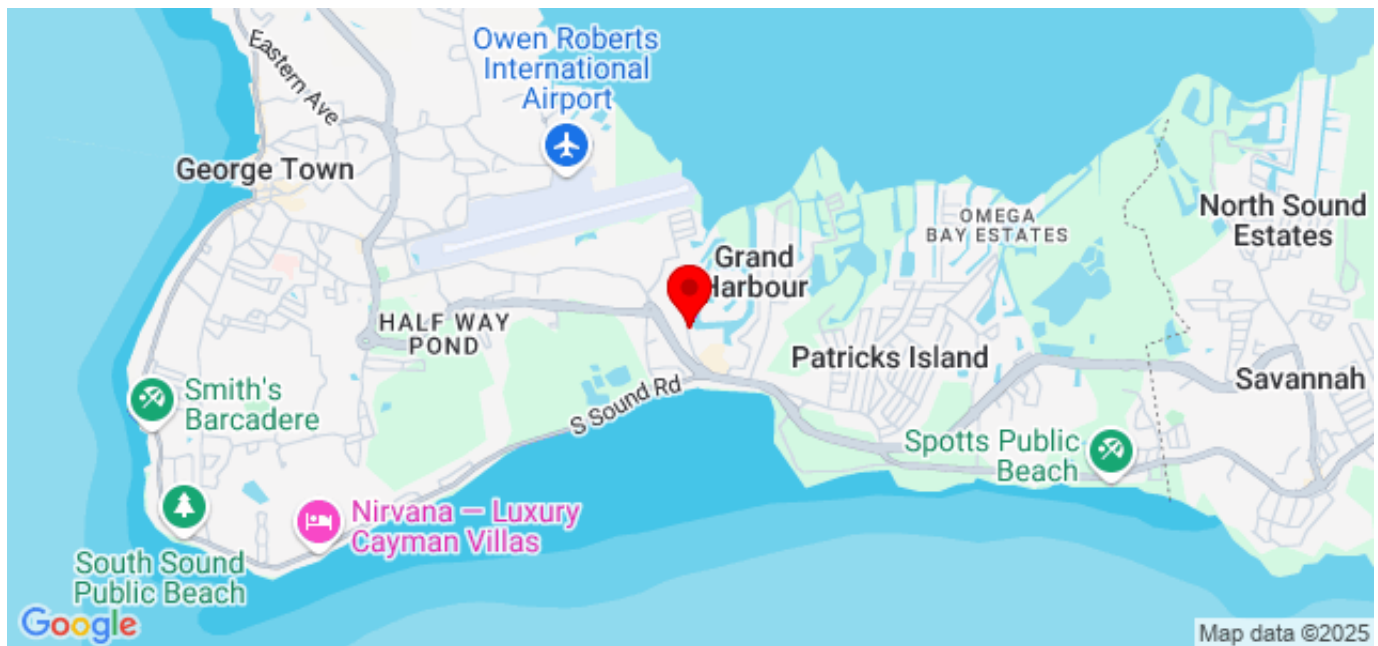 Owen Roberts
International
Airport
Eastern Ave
George Town
North Sound
Estates
OMEGA
BAY ESTATES
Grand
Harbour
HALF WAY
POND
Patricks Island
Savannah
Smith's
Barcadere
S Sound Rd
Spotts Public
Beach
Nirvana — Luxury
Cayman Villas
South Sound
Public Beach
Google
Map data ©2025